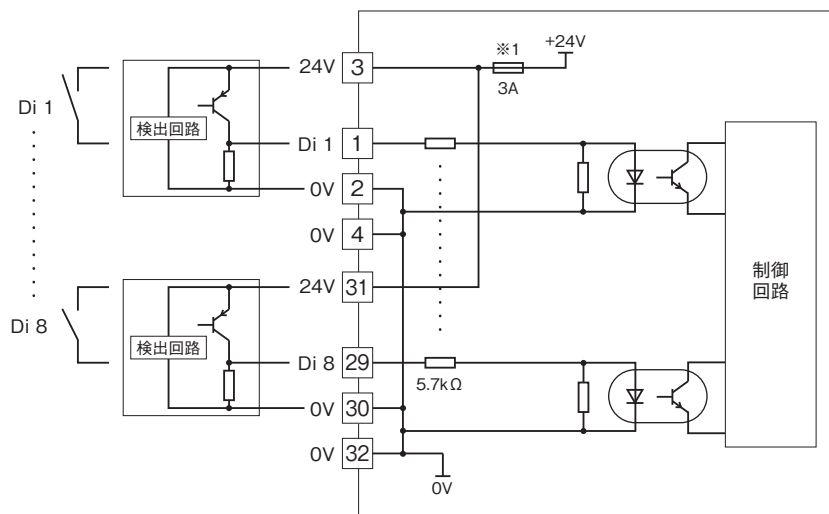 ※1
+24V
24V 3
3A
Di 1
検出回路
Di 1 1
0V 2
0V 4
制御
回路
24V 31
Di 8
検出回路
Di 8 29
5.7kΩ
0V 30
0V 32
0V